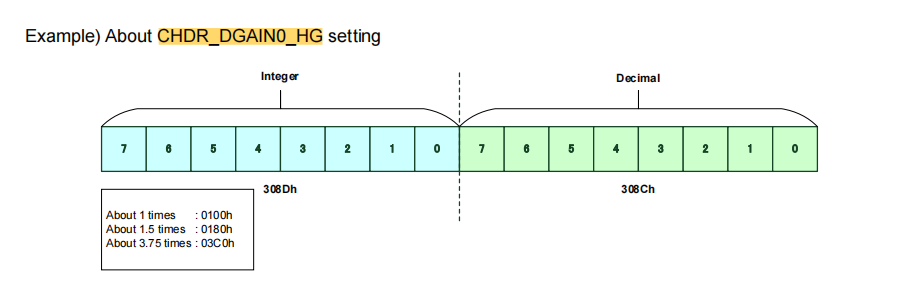 Example) About CHDR_DGAIN0_HG setting
Integer Decimal
7 6 5 4 3 2 1 0 7 6 5 4 3 2 1 0
308Dh 308Ch
About 1 times : 0100h
About 1.5 times : 0180h
About 3.75 times : 03C0h